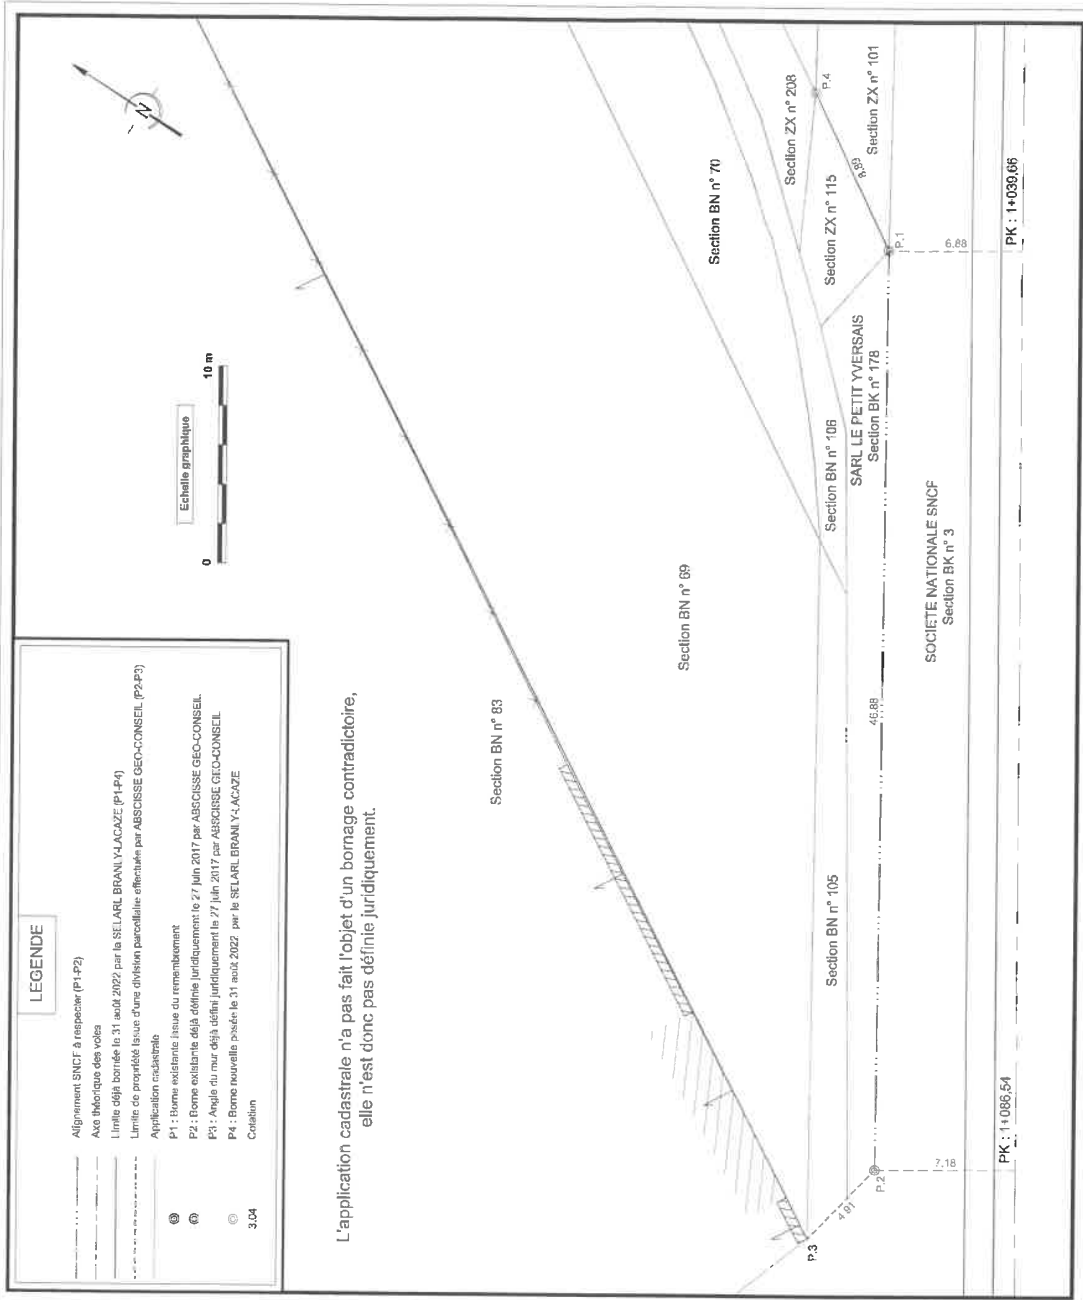 LEGENDE
Alignement SNCF à respecter (P1-P2)
Axe théorique des voies
Limite déjà bornée le 31 août 2022 par la SELARL BRANLY-LACAZE (P1-P4)
Limite de propriété issue d'une division parcellaire effectuée par ABSCISSE GEO-CONSEIL (P2-P3)
Application cadastrale
P1 : Borne existante issue du remembrement
P2 : Borne existante déjà définie juridiquement le 27 juin 2017 par ABSCISSE GEO-CONSEIL
P3 : Angle du mur déjà défini juridiquement le 27 juin 2017 par ABSCISSE GEO-CONSEIL
P4 : Borne nouvelle posée le 31 août 2022 par le SELARL BRANLY-LACAZE
3.04
Cotation
L'application cadastrale n'a pas fait l'objet d'un bornage contradictoire,
elle n'est donc pas définie juridiquement.
Echelle graphique
0
10 m
N
Section BN n° 83
Section BN n° 69
Section BN n° 70
Section ZX n° 208
P.4
Section ZX n° 101
8.89
Section ZX n° 115
P.1
6.88
PK : 1+039,66
Section BN n° 106
SARL LE PETIT YVERSAIS
Section BK n° 178
Section BN n° 105
46.88
SOCIETE NATIONALE SNCF
Section BK n° 3
P.3
4.91
P.2
7.18
PK : 1+086,54